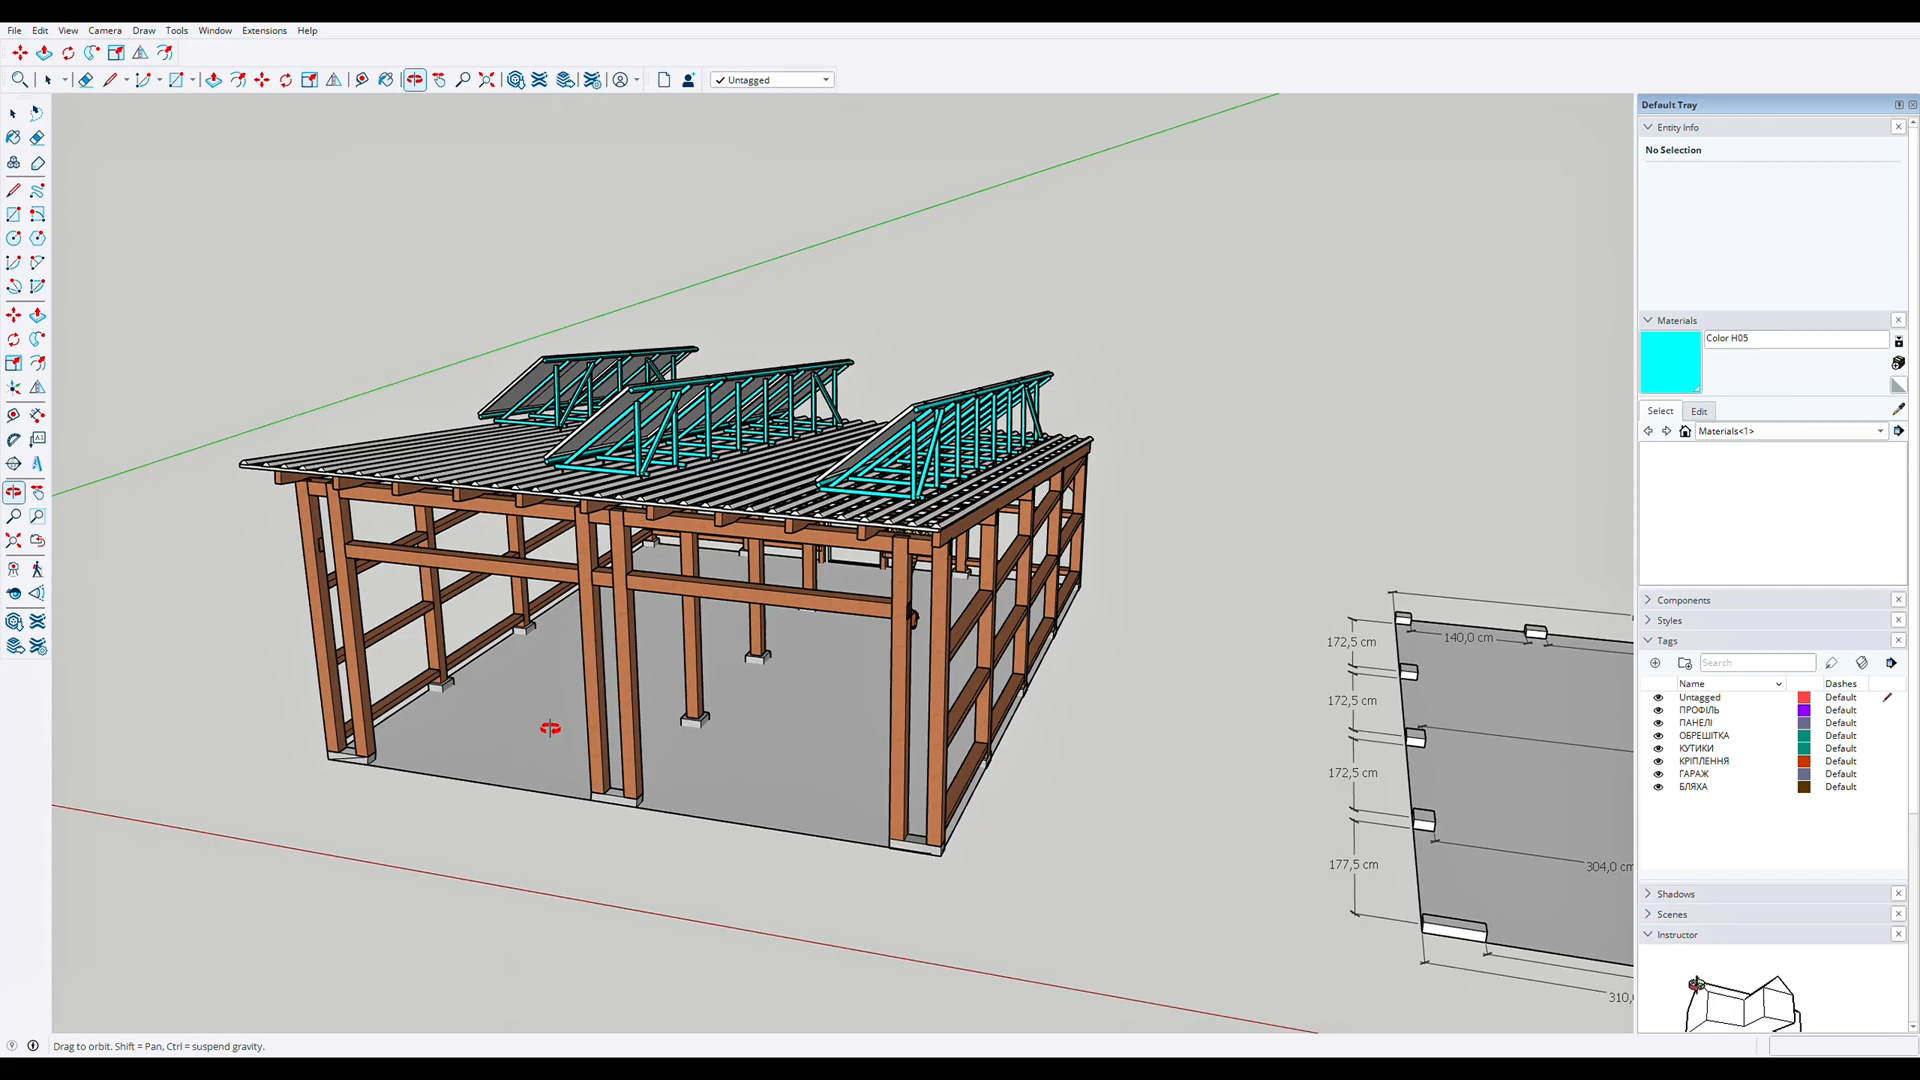 File Edit View Camera Draw Tools Window Extensions Help
Untagged
Default Tray
Entity Info
No Selection
Materials
Color H05
Select Edit
Materials<1>
Components
Styles
Tags
Search
Name Dashes
Untagged Default
ПРОФІЛЬ Default
ПАНЕЛІ Default
ОБРЕШІТКА Default
КУТИКИ Default
КРІПЛЕННЯ Default
ГАРАЖ Default
БЛЯХА Default
Shadows
Scenes
Instructor
172,5 cm
140,0 cm
172,5 cm
172,5 cm
177,5 cm
304,0 cm
310,
Drag to orbit. Shift = Pan, Ctrl = suspend gravity.